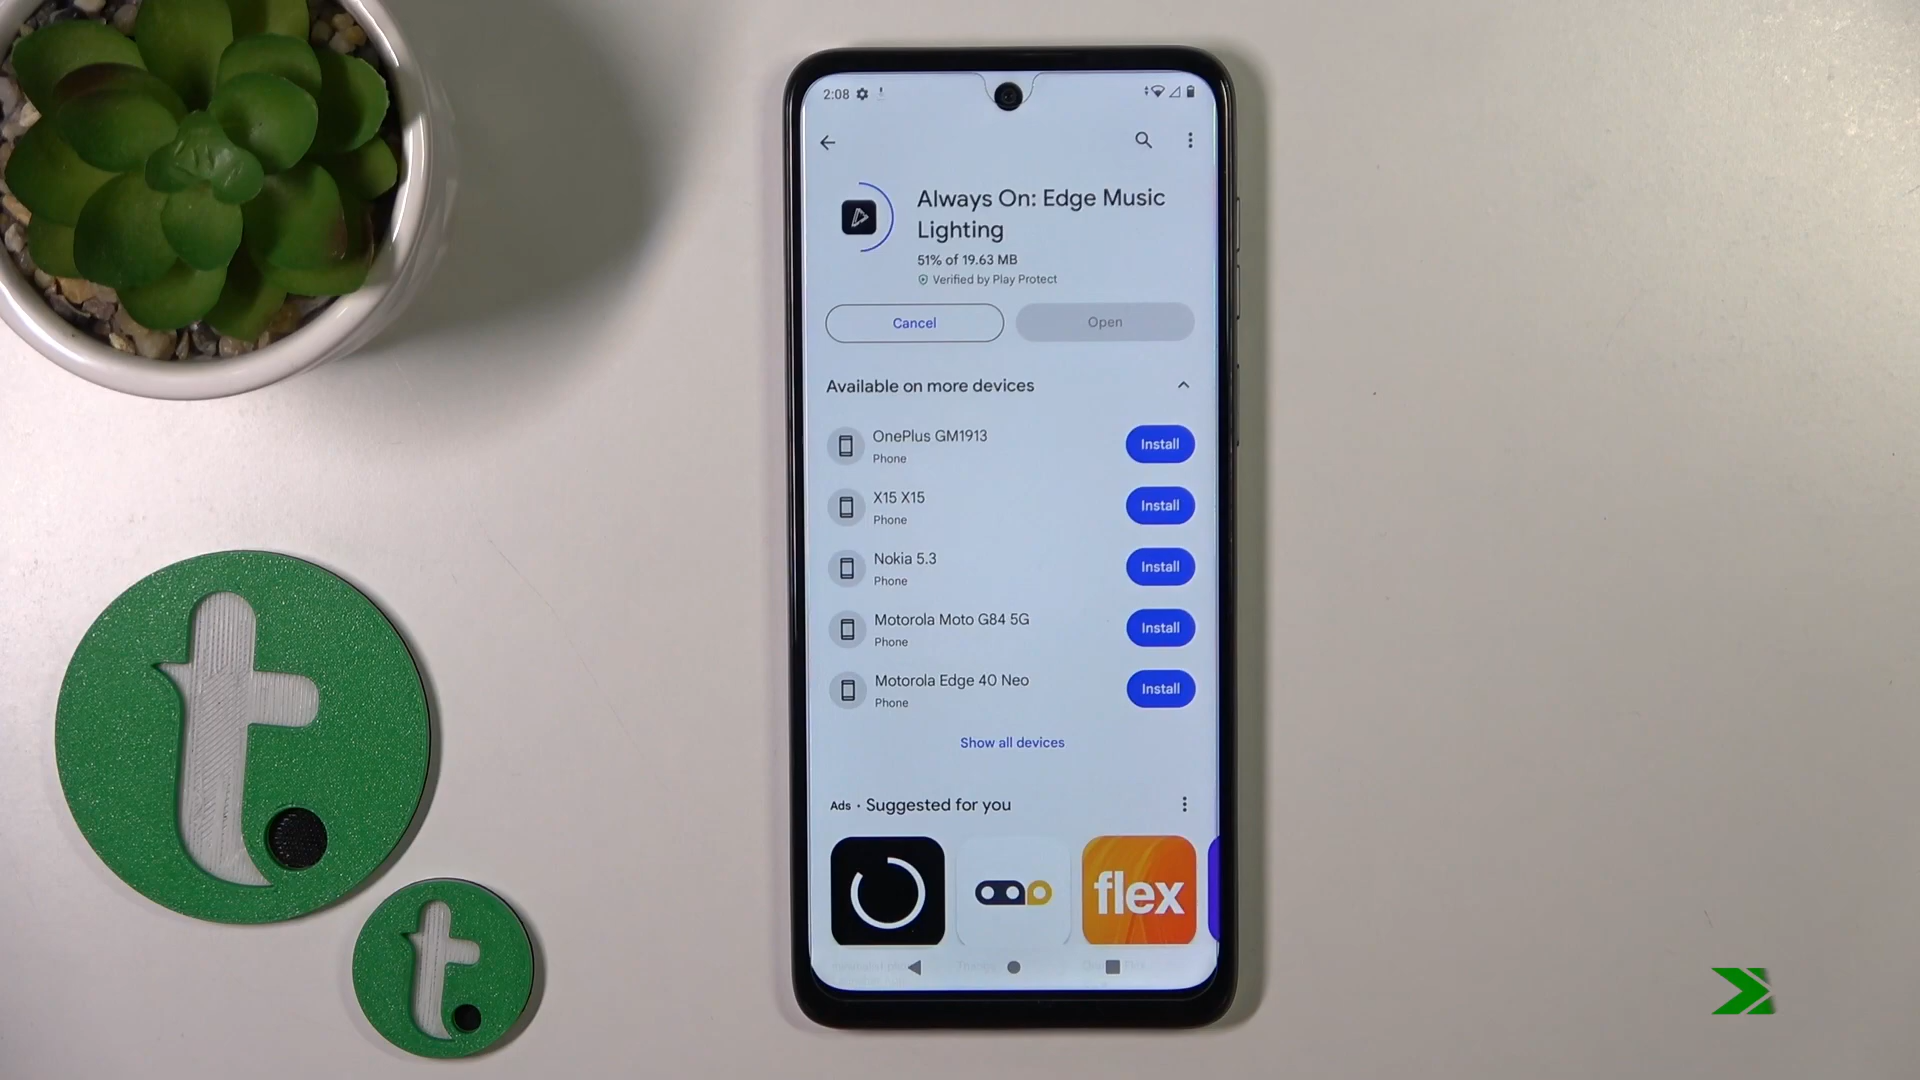 2:08
Always On: Edge Music
Lighting
51% of 19.63 MB
Verified by Play Protect
Cancel
Open
Available on more devices
OnePlus GM1913
Phone
Install
X15 X15
Phone
Install
Nokia 5.3
Phone
Install
Motorola Moto G84 5G
Phone
Install
Motorola Edge 40 Neo
Phone
Install
Show all devices
Ads · Suggested for you
flex
t
t